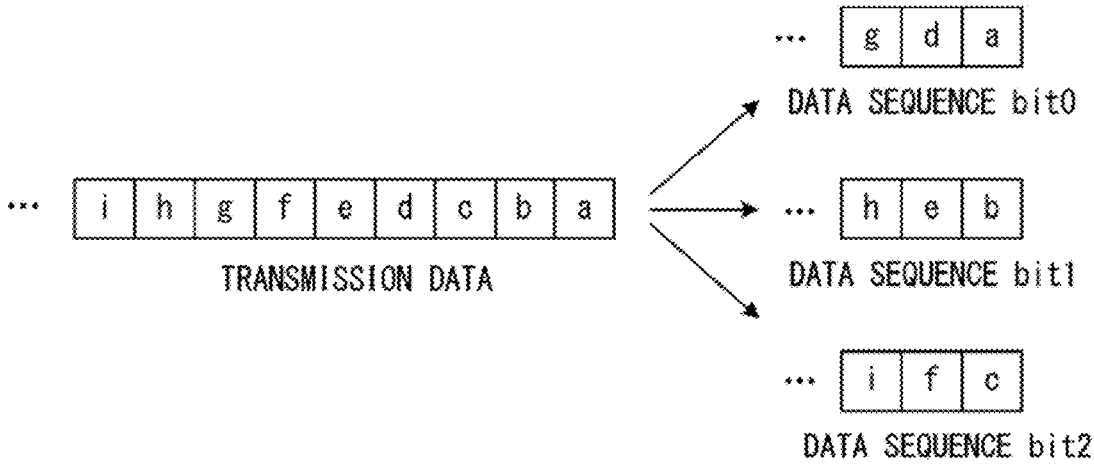 ... g d a
DATA SEQUENCE bit0
... i h g f e d c b a
TRANSMISSION DATA
... h e b
DATA SEQUENCE bit1
... i f c
DATA SEQUENCE bit2